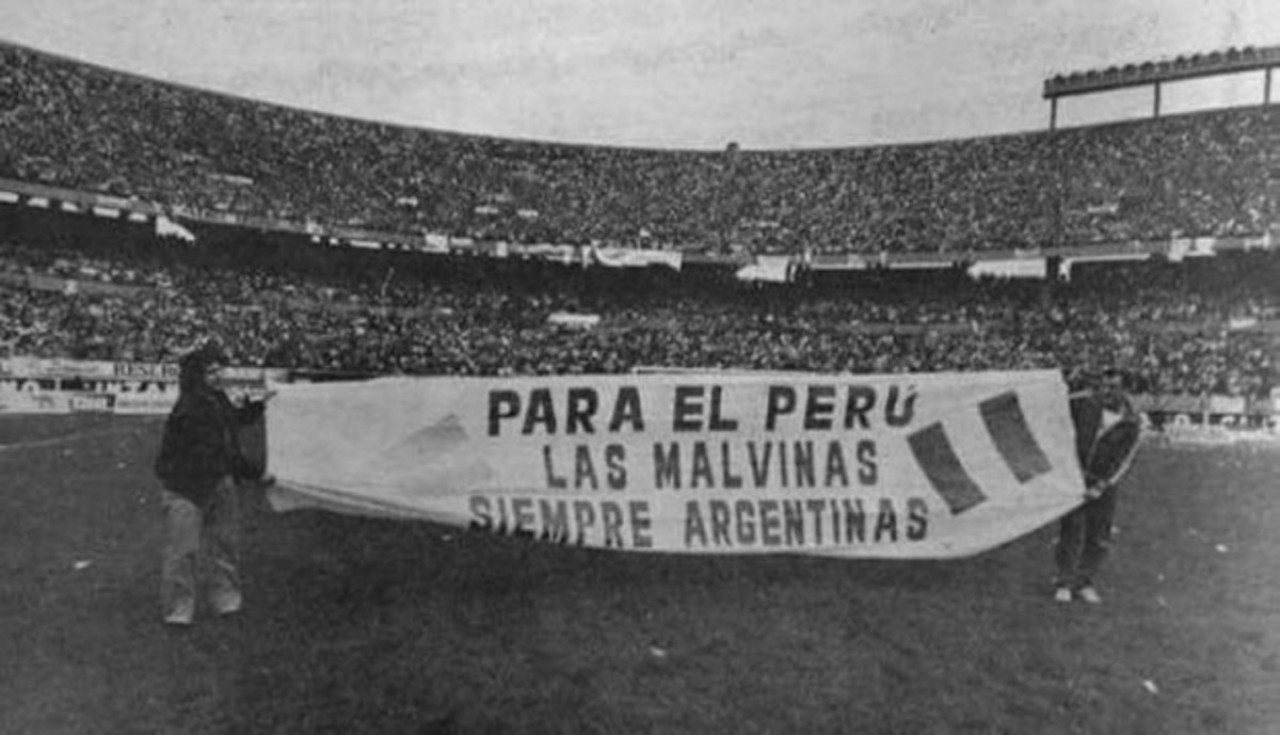 PARA EL PERÚ
LAS MALVINAS
SIEMPRE ARGENTINAS